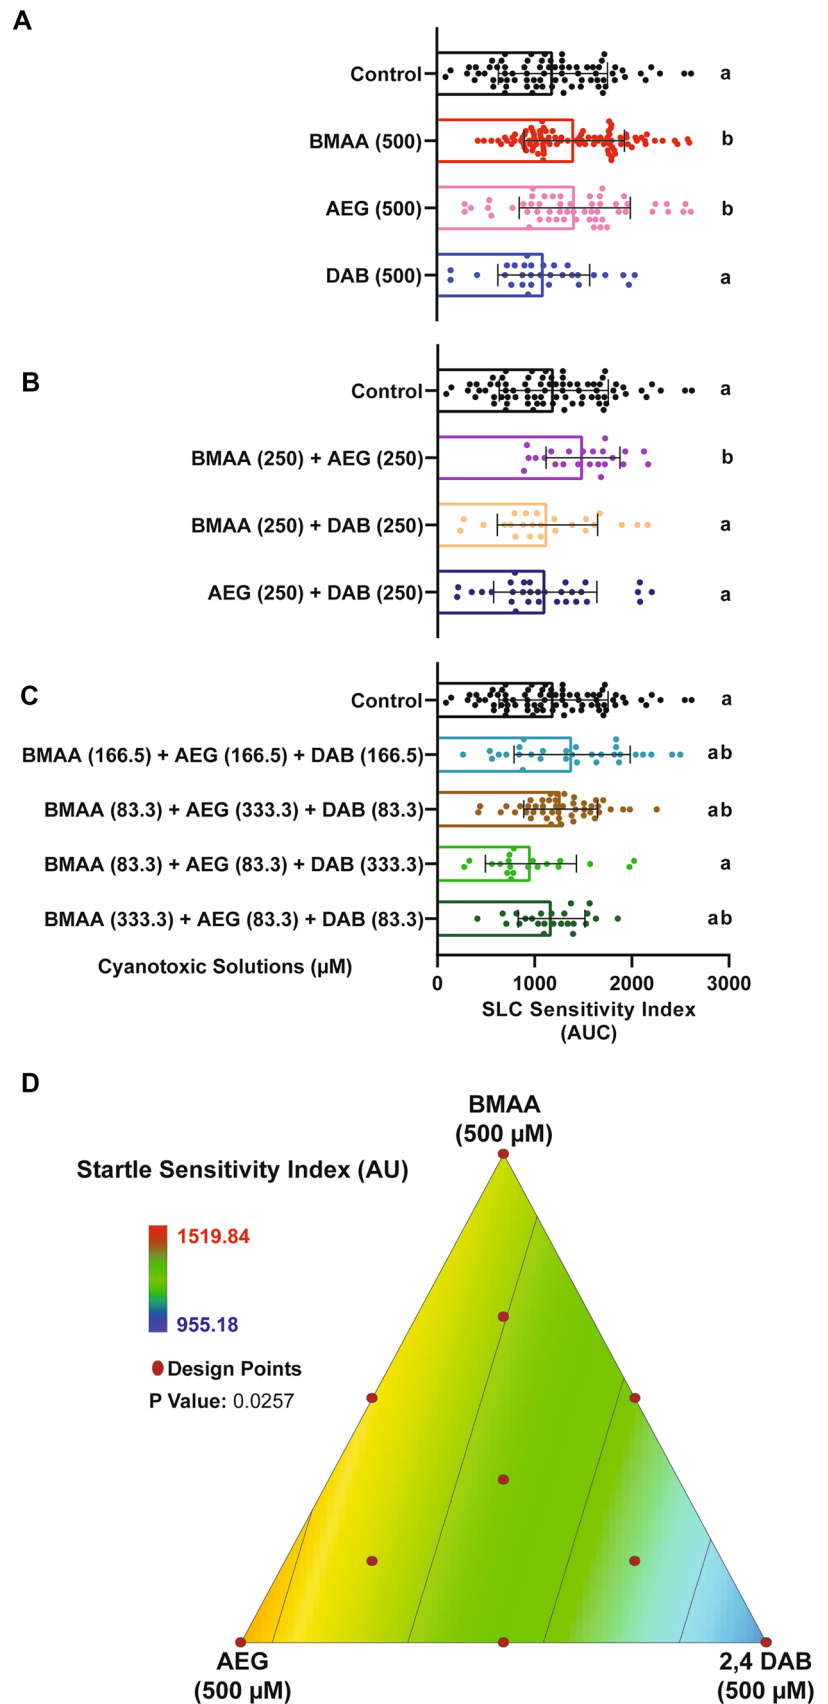 A
Control
a
BMAA (500)
b
AEG (500)
b
DAB (500)
a
B
Control
a
BMAA (250) + AEG (250)
b
BMAA (250) + DAB (250)
a
AEG (250) + DAB (250)
a
C
Control
a
BMAA (166.5) + AEG (166.5) + DAB (166.5)
ab
BMAA (83.3) + AEG (333.3) + DAB (83.3)
ab
BMAA (83.3) + AEG (83.3) + DAB (333.3)
a
BMAA (333.3) + AEG (83.3) + DAB (83.3)
ab
Cyanotoxic Solutions (µM)
0 1000 2000 3000
SLC Sensitivity Index
(AUC)
D
BMAA
(500 µM)
Startle Sensitivity Index (AU)
1519.84
955.18
Design Points
P Value: 0.0257
AEG
(500 µM)
2,4 DAB
(500 µM)